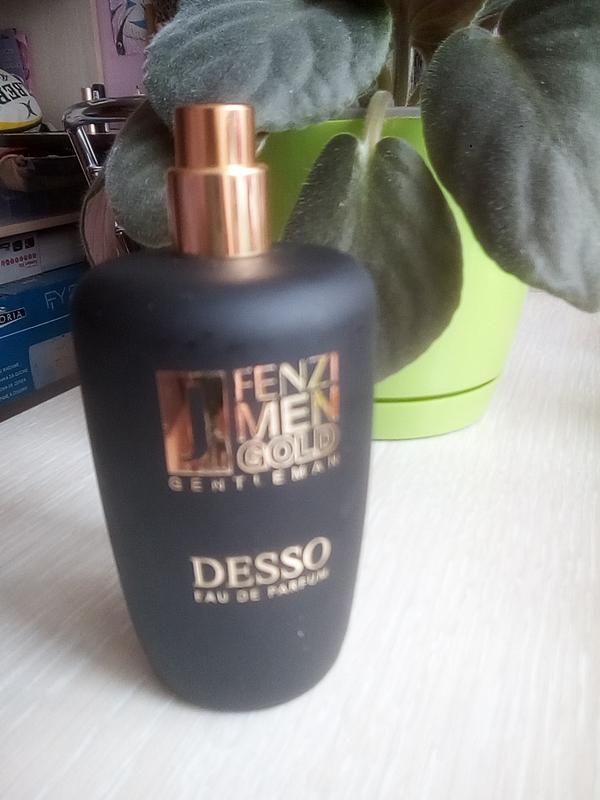 J
FENZI
MEN
GOLD
GENTLEMAN
DESSO
EAU DE PARFUM